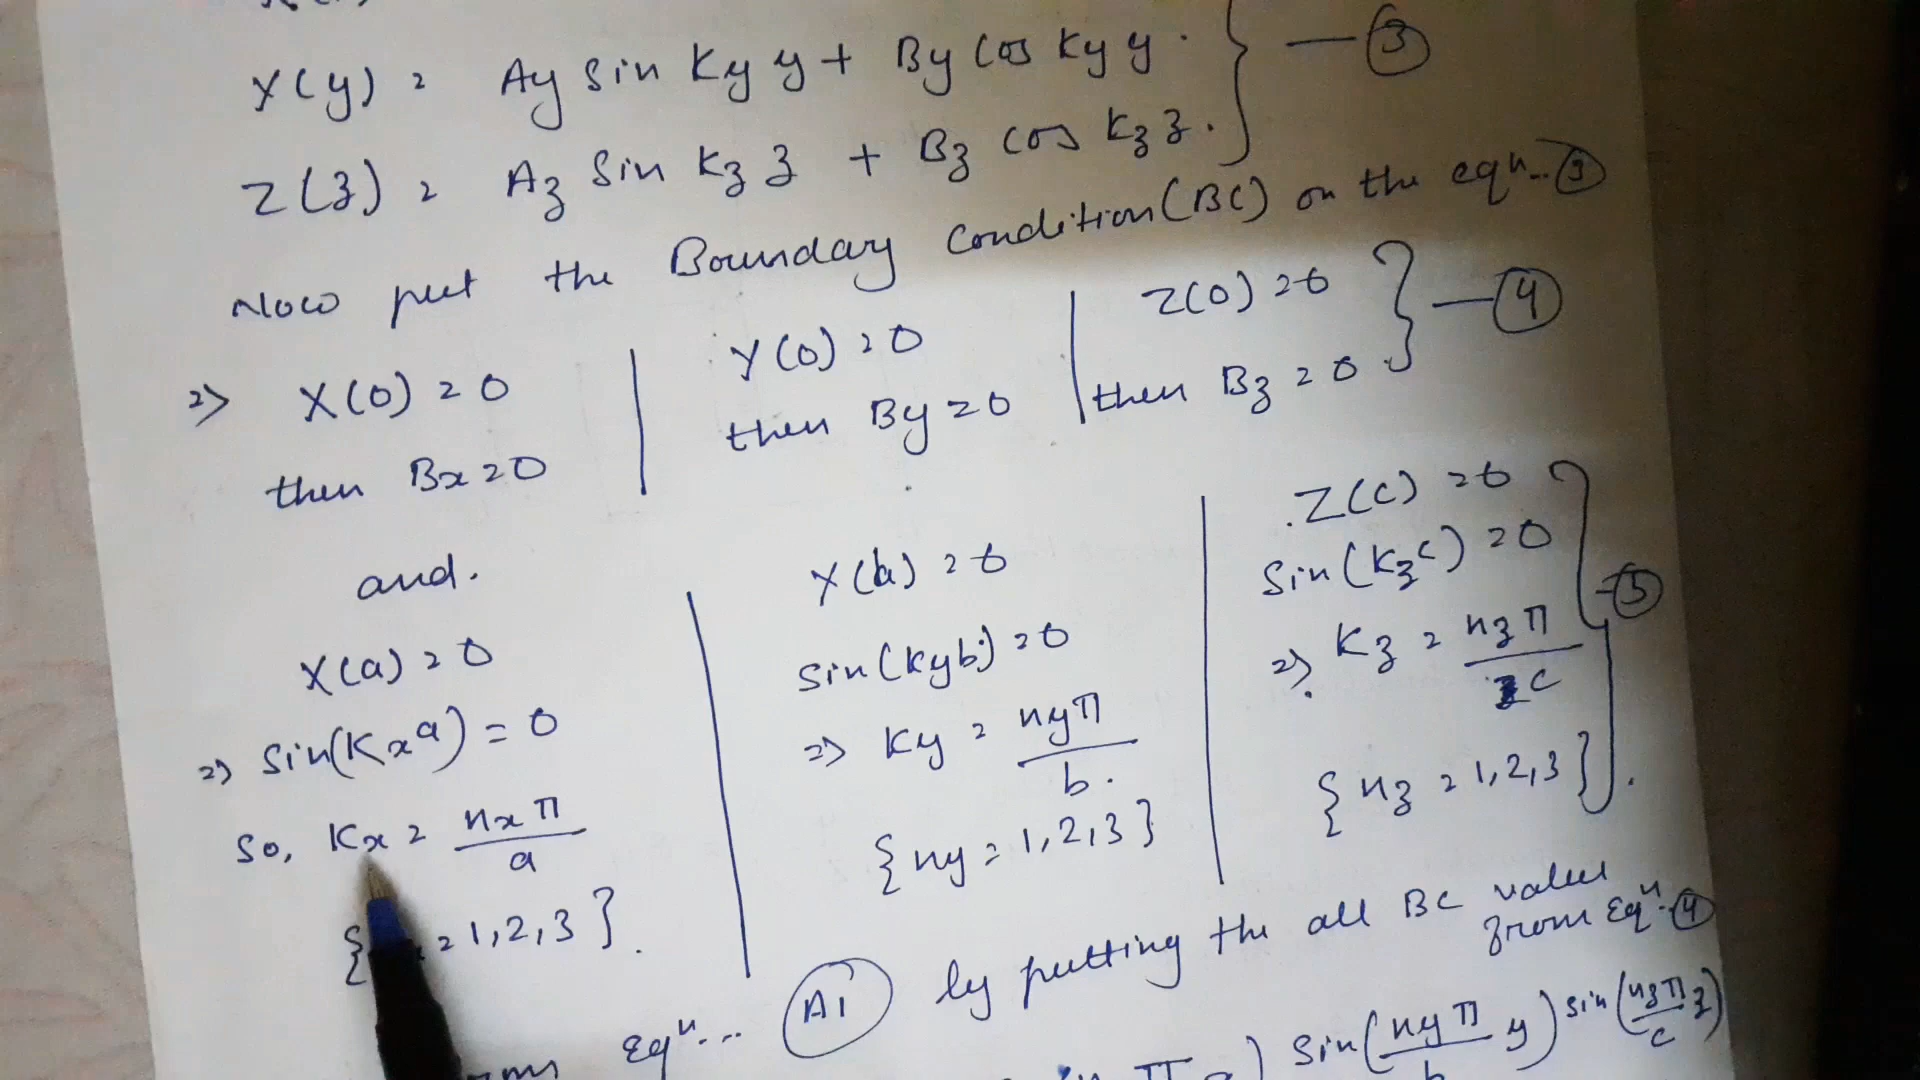 Y(y) = Ay Sin Ky y + By Cos Ky y. } — ③
Z(z) = Az Sin Kz z + Bz Cos Kz z.
Now put the Boundary Condition (BC) on the eqn.. ③
=> X(0) = 0 | Y(0) = 0 | Z(0) = 0 } — ④
then Bx = 0 | then By = 0 | then Bz = 0
and.
X(a) = 0
=> Sin(Kx a) = 0
So, Kx = nx π / a
{ = 1,2,3 }.
Y(b) = 0
Sin(Ky b) = 0
=> Ky = ny π / b.
{ ny = 1,2,3 }
Z(c) = 0
Sin(Kz c) = 0
=> Kz = nz π / c
{ nz = 1,2,3 }. } — ⑤
Eqn... (A1) by putting the all BC values
from Eqn. ④
Sin(ny π / b y) Sin(nz π / c z)